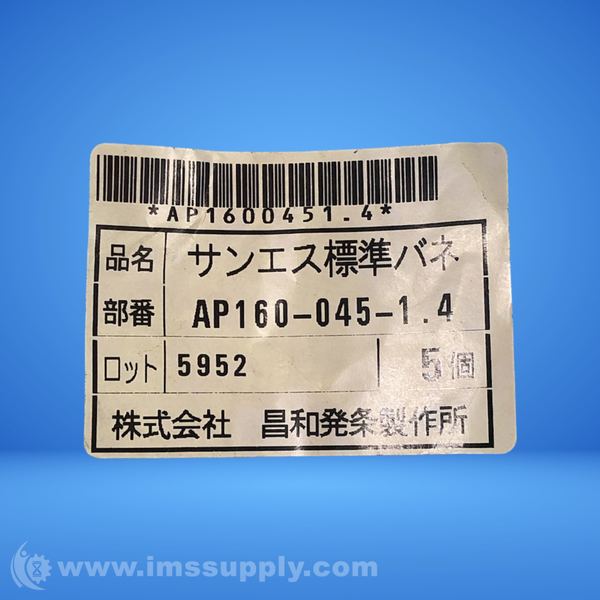 *AP1600451.4*
品名 サンエス標準バネ
部番 AP160-045-1.4
ロット 5952 5個
株式会社 昌和発条製作所
www.imssupply.com